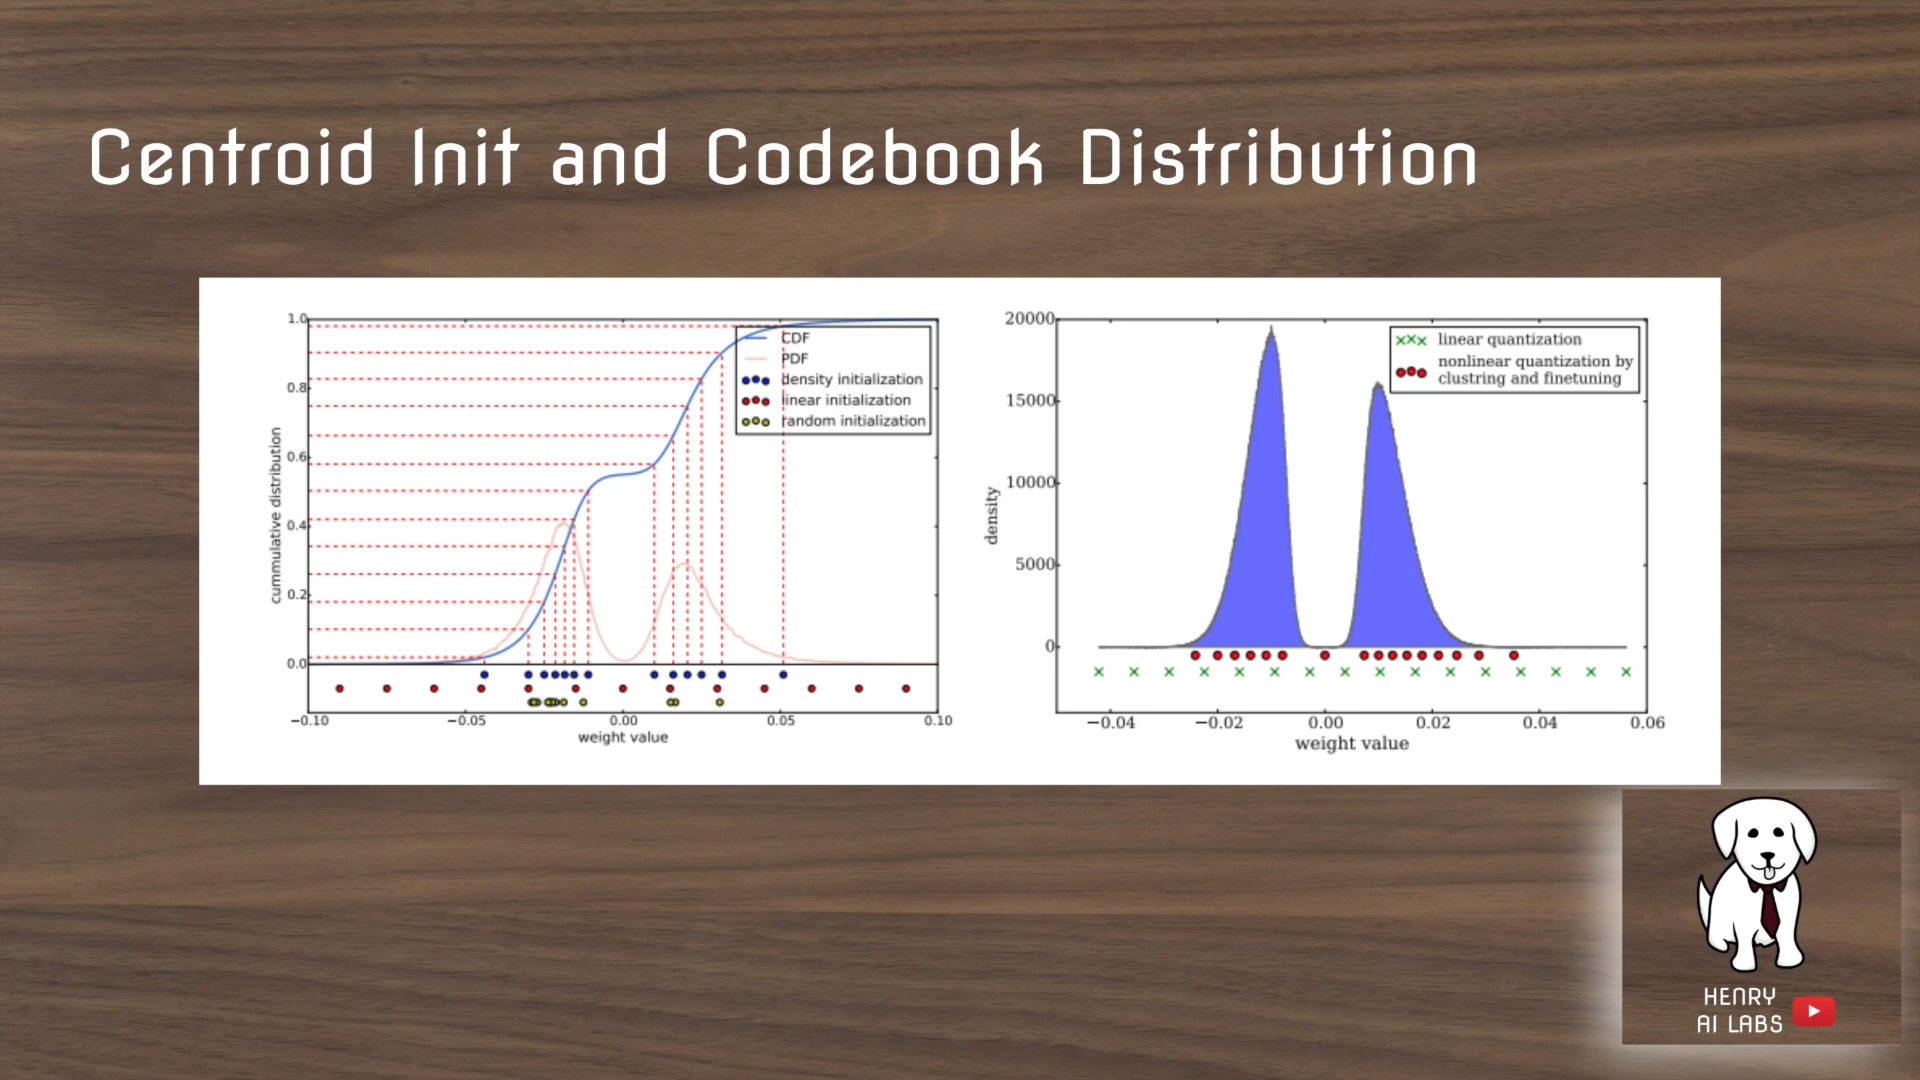 Centroid Init and Codebook Distribution
1.0
0.8
0.6
0.4
0.2
0.0
cummulative distribution
CDF
PDF
density initialization
linear initialization
random initialization
−0.10
−0.05
0.00
0.05
0.10
weight value
20000
15000
10000
5000
0
density
linear quantization
nonlinear quantization by
clustring and finetuning
−0.04
−0.02
0.00
0.02
0.04
0.06
weight value
HENRY
AI LABS